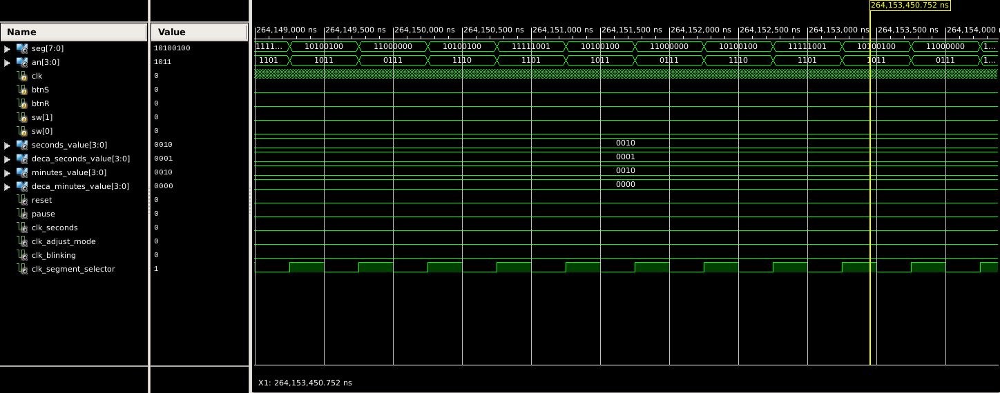 264,153,450.752 ns
Name Value
264,149,000 ns 264,149,500 ns 264,150,000 ns 264,150,500 ns 264,151,000 ns 264,151,500 ns 264,152,000 ns 264,152,500 ns 264,153,000 ns 264,153,500 ns 264,154,000 ns
seg[7:0] 10100100 1111... 10100100 11000000 10100100 11111001 10100100 11000000 10100100 11111001 10100100 11000000 1...
an[3:0] 1011 1101 1011 0111 1110 1101 1011 0111 1110 1101 1011 0111 1...
clk 0
btnS 0
btnR 0
sw[1] 0
sw[0] 0
seconds_value[3:0] 0010 0010
deca_seconds_value[3:0] 0001 0001
minutes_value[3:0] 0010 0010
deca_minutes_value[3:0] 0000 0000
reset 0
pause 0
clk_seconds 0
clk_adjust_mode 0
clk_blinking 0
clk_segment_selector 1
X1: 264,153,450.752 ns